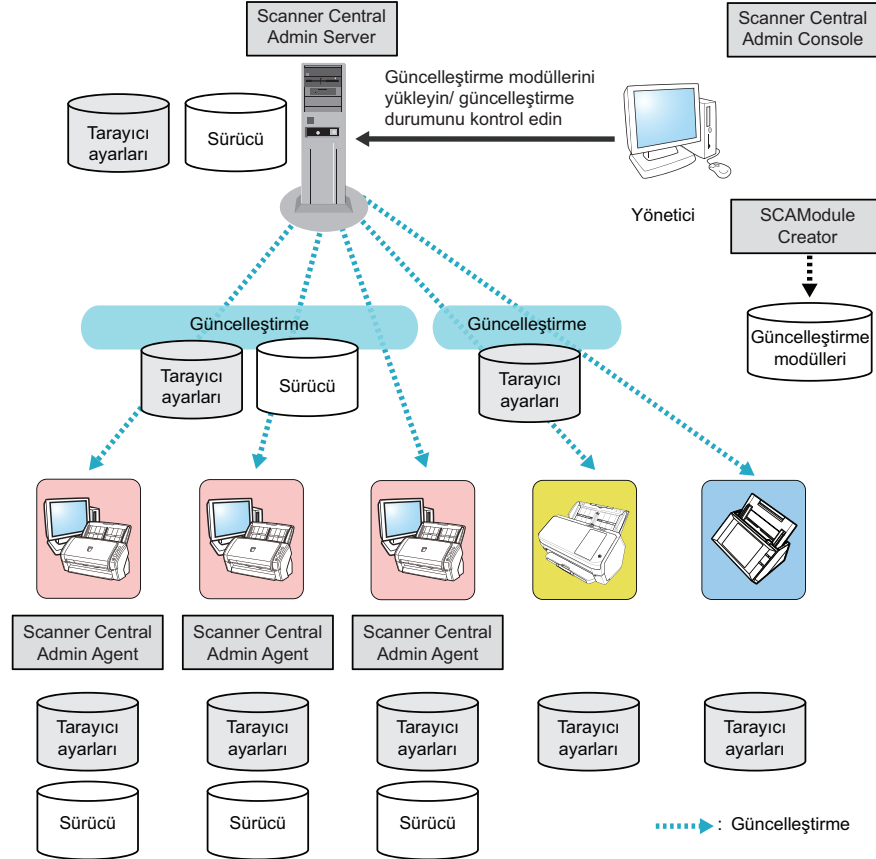 Scanner Central
Admin Server
Scanner Central
Admin Console
Güncelleştirme modüllerini
yükleyin/ güncelleştirme
durumunu kontrol edin
Tarayıcı
ayarları
Sürücü
Yönetici
SCAModule
Creator
Güncelleştirme
modülleri
Güncelleştirme
Güncelleştirme
Tarayıcı
ayarları
Sürücü
Tarayıcı
ayarları
Scanner Central
Admin Agent
Scanner Central
Admin Agent
Scanner Central
Admin Agent
Tarayıcı
ayarları
Tarayıcı
ayarları
Tarayıcı
ayarları
Tarayıcı
ayarları
Tarayıcı
ayarları
Sürücü
Sürücü
Sürücü
: Güncelleştirme